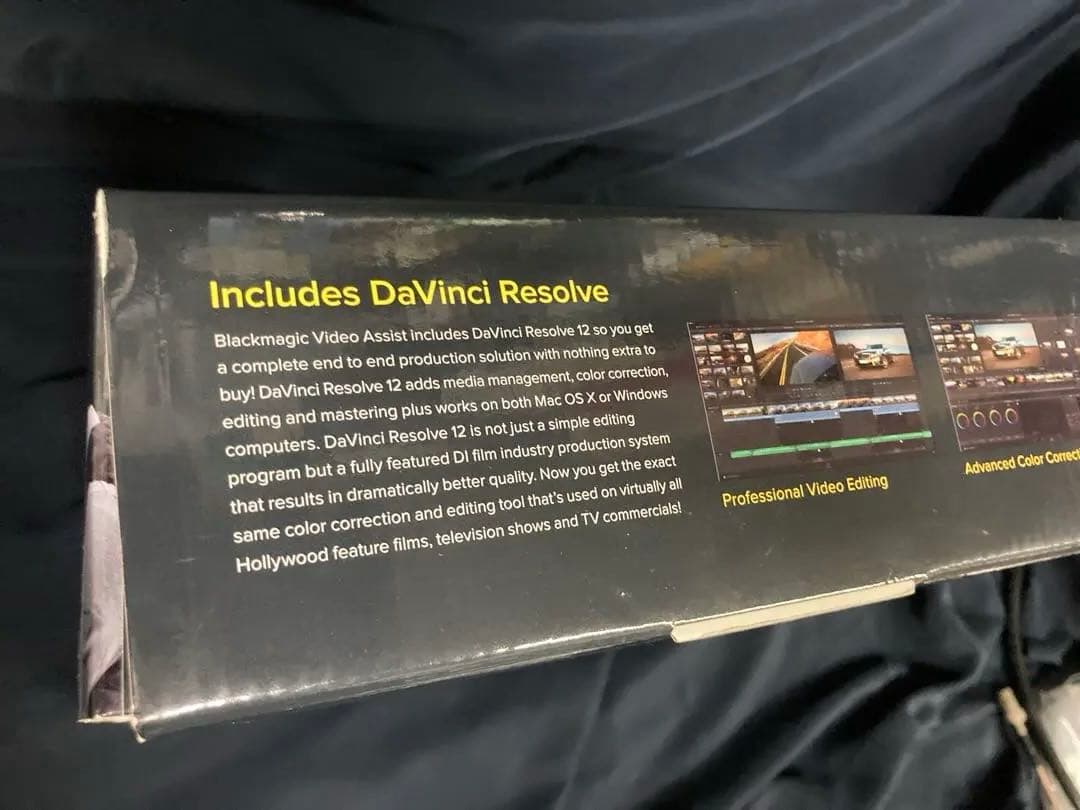 Includes DaVinci Resolve
Blackmagic Video Assist includes DaVinci Resolve 12 so you get
a complete end to end production solution with nothing extra to
buy! DaVinci Resolve 12 adds media management, color correction,
editing and mastering plus works on both Mac OS X or Windows
computers. DaVinci Resolve 12 is not just a simple editing
program but a fully featured DI film industry production system
that results in dramatically better quality. Now you get the exact
same color correction and editing tool that's used on virtually all
Hollywood feature films, television shows and TV commercials!
Professional Video Editing
Advanced Color Correct